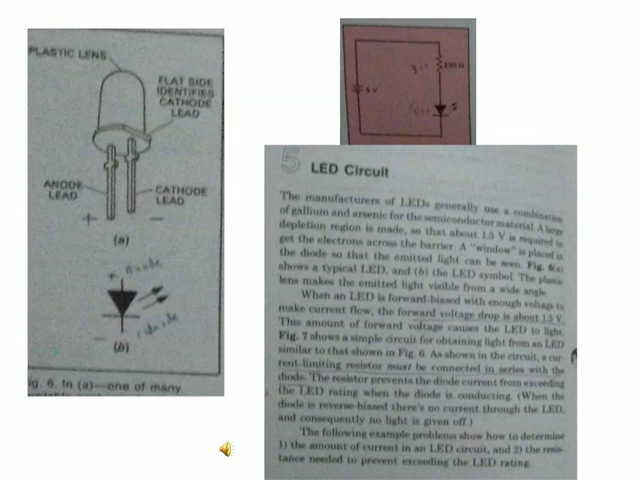 PLASTIC LENS
FLAT SIDE
IDENTIFIES
CATHODE
LEAD
ANODE
LEAD
CATHODE
LEAD
+ −
(a)
+ anode
cathode
−
(b)
ig. 6. In (a)—one of many
220 Ω
5 V
5 LED Circuit
The manufacturers of LEDs generally use a combination
of gallium and arsenic for the semiconductor material. A large
depletion region is made, so that about 1.5 V is required to
get the electrons across the barrier. A "window" is placed in
the diode so that the emitted light can be seen. Fig. 6(a)
shows a typical LED, and (b) the LED symbol. The plastic
lens makes the emitted light visible from a wide angle.
When an LED is forward-biased with enough voltage to
make current flow, the forward voltage drop is about 1.5 V.
This amount of forward voltage causes the LED to light.
Fig. 7 shows a simple circuit for obtaining light from an LED
similar to that shown in Fig. 6. As shown in the circuit, a cur-
rent-limiting resistor must be connected in series with the
diode. The resistor prevents the diode current from exceeding
the LED rating when the diode is conducting. (When the
diode is reverse-biased there's no current through the LED,
and consequently no light is given off.)
The following example problems show how to determine
1) the amount of current in an LED circuit, and 2) the resis-
tance needed to prevent exceeding the LED rating.